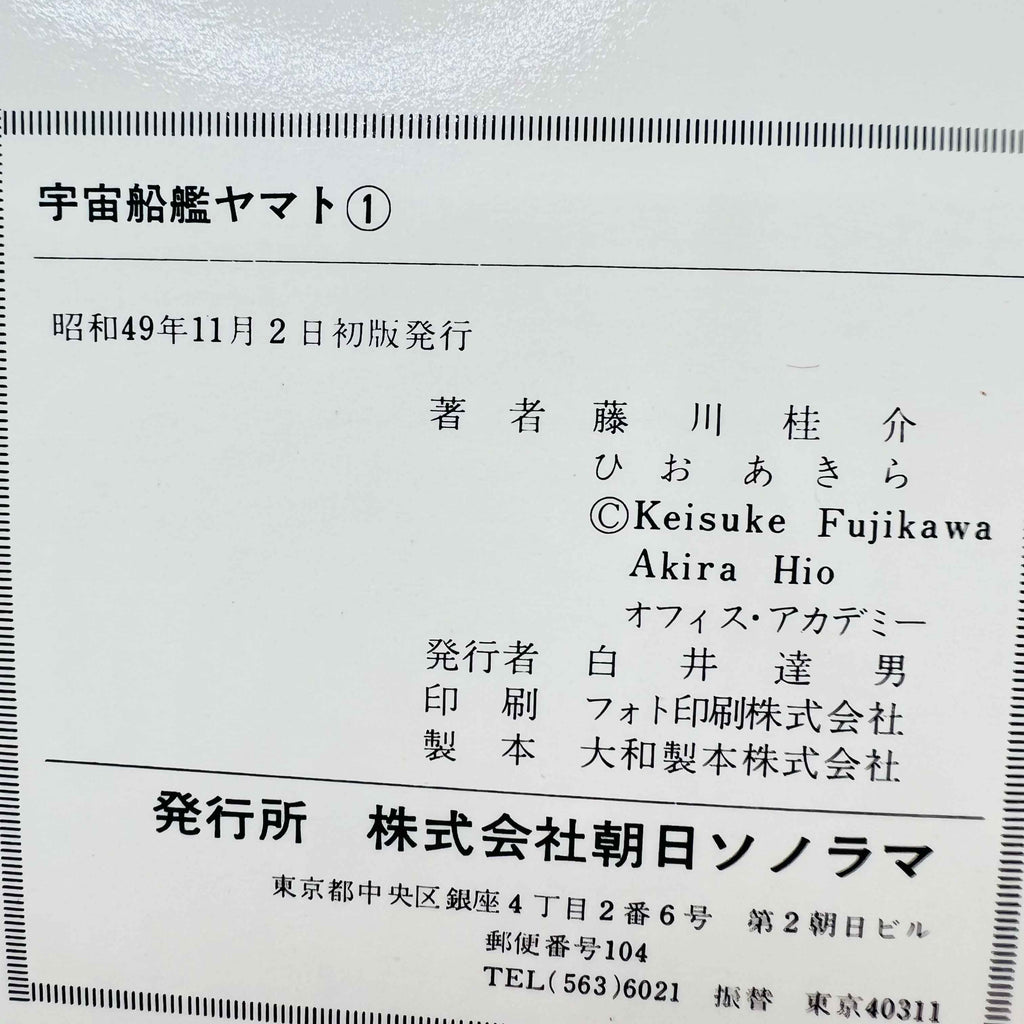 宇宙船艦ヤマト①
昭和49年11月2日初版発行
著者 藤川桂介
ひおあきら
©Keisuke Fujikawa
Akira Hio
オフィス・アカデミー
発行者 白井達男
印刷 フォト印刷株式会社
製本 大和製本株式会社
発行所 株式会社朝日ソノラマ
東京都中央区銀座4丁目2番6号 第2朝日ビル
郵便番号104
TEL(563)6021 振替 東京40311